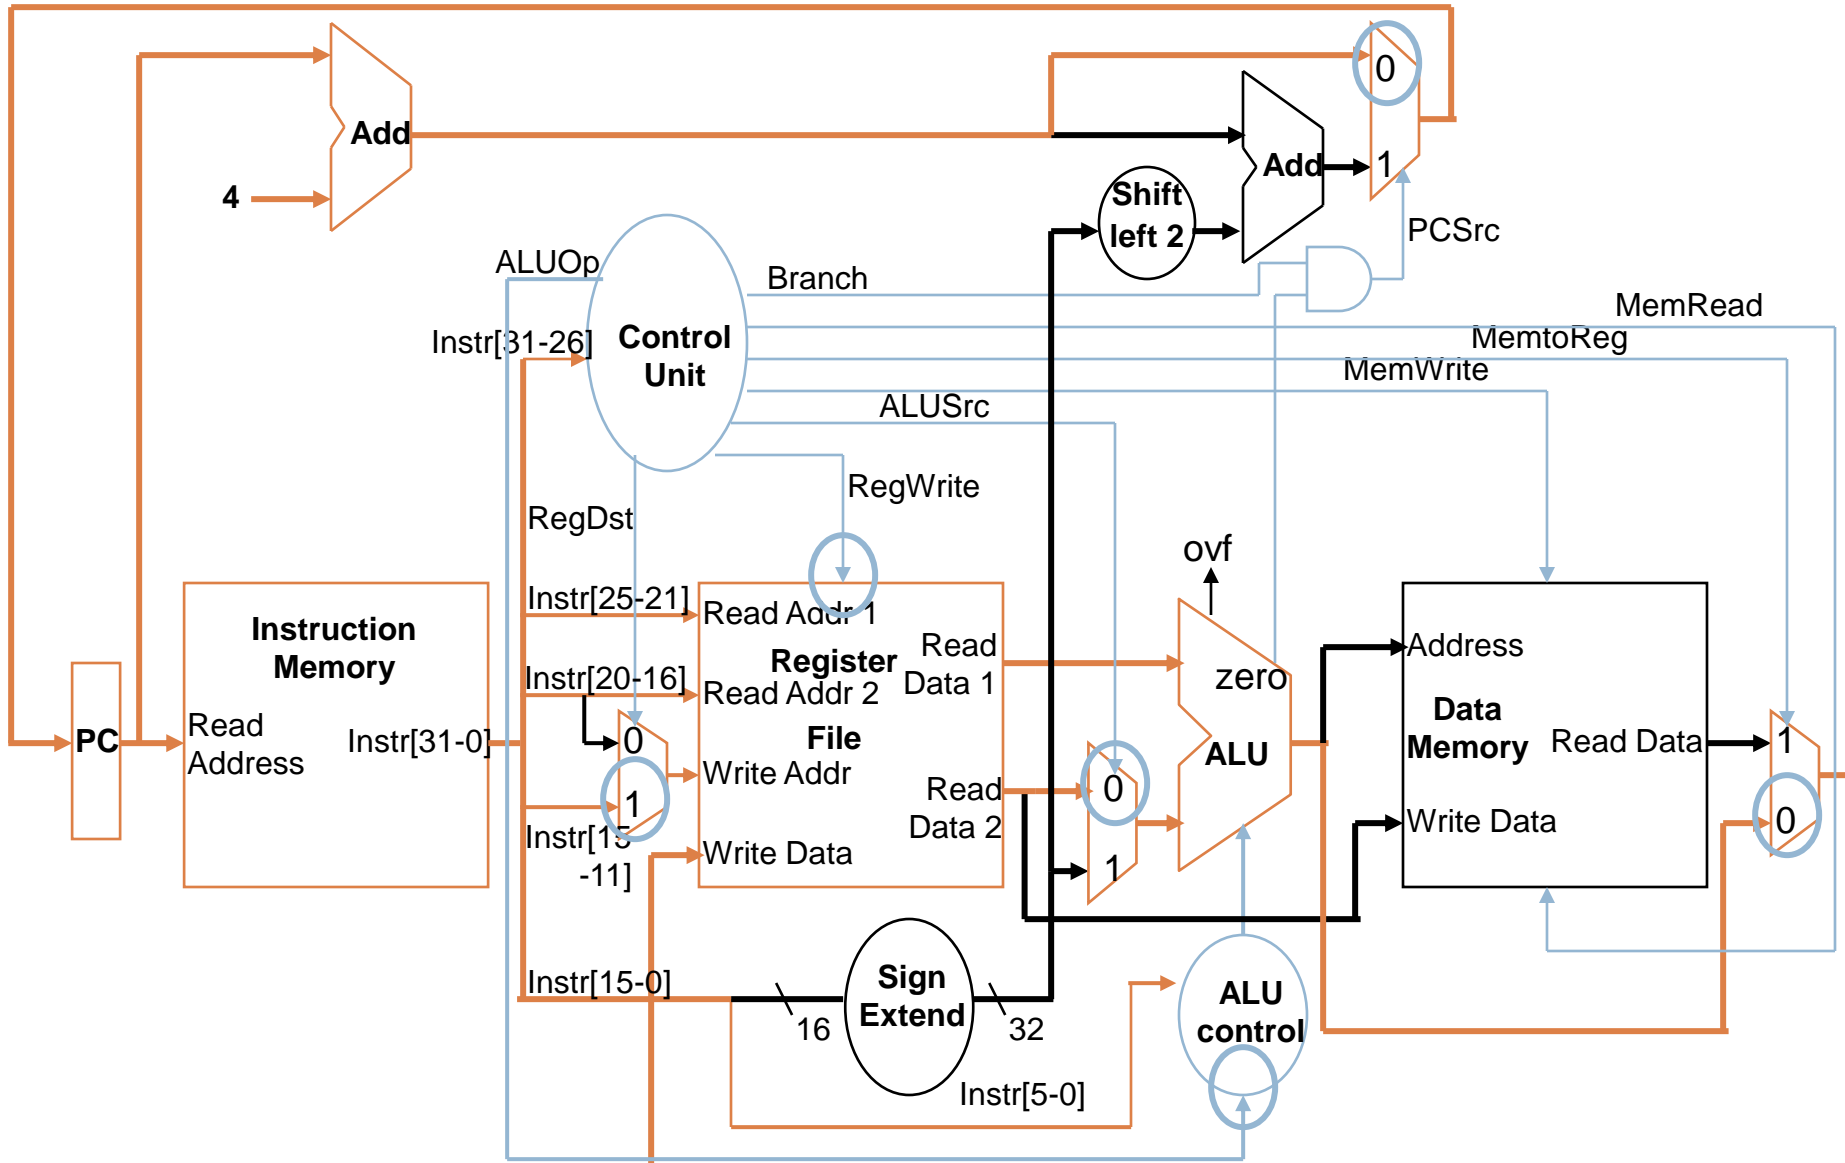 0
Add
1
Add
4
Shift
left 2
PCSrc
ALUOp
Branch
MemRead
Instr[31-26]
Control
Unit
MemtoReg
MemWrite
ALUSrc
RegWrite
RegDst
ovf
Instr[25-21]
Read Addr 1
Instruction
Memory
Register
File
Read
Data 1
zero
Address
Instr[20-16]
Read Addr 2
PC
Read
Address
Instr[31-0]
0
Data
Memory
Read Data
1
Write Addr
ALU
1
Read
Data 2
0
0
Write Data
Instr[15
-11]
Write Data
1
Instr[15-0]
Sign
Extend
16
32
ALU
control
Instr[5-0]